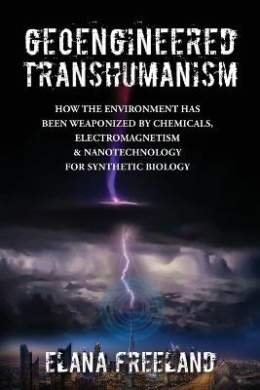 GEOENGINEERED
TRANSHUMANISM
HOW THE ENVIRONMENT HAS
BEEN WEAPONIZED BY CHEMICALS,
ELECTROMAGNETISM
& NANOTECHNOLOGY
FOR SYNTHETIC BIOLOGY
ELANA FREELAND